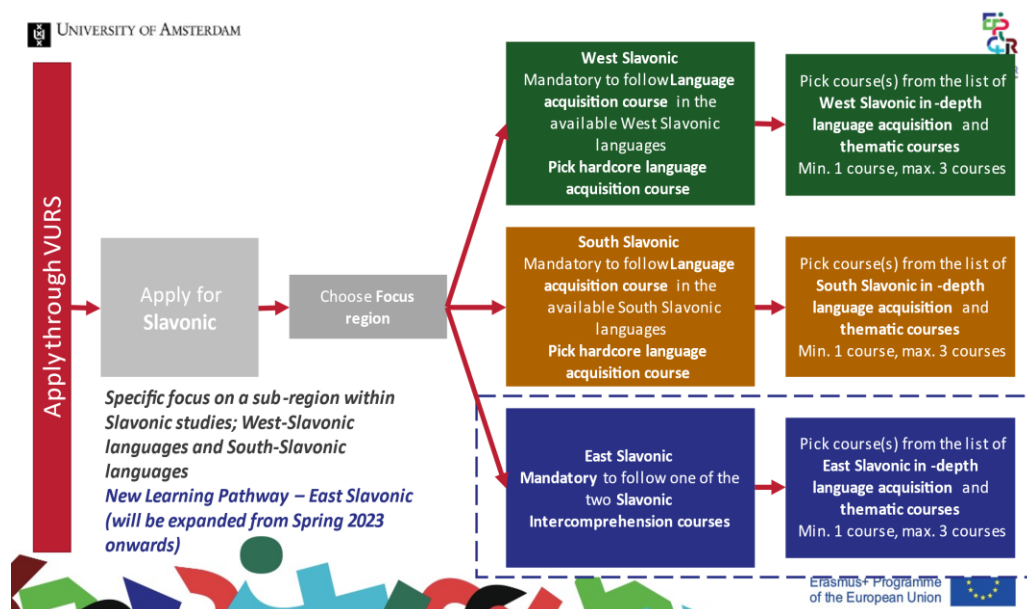 UNIVERSITY OF AMSTERDAM
Apply through VURS
Apply for
Slavonic
Choose Focus
region
Specific focus on a sub-region within
Slavonic studies; West-Slavonic
languages and South-Slavonic
languages
New Learning Pathway – East Slavonic
(will be expanded from Spring 2023
onwards)
West Slavonic
Mandatory to follow Language
acquisition course in the
available West Slavonic
languages
Pick hardcore language
acquisition course
Pick course(s) from the list of
West Slavonic in-depth
language acquisition and
thematic courses
Min. 1 course, max. 3 courses
South Slavonic
Mandatory to follow Language
acquisition course in the
available South Slavonic
languages
Pick hardcore language
acquisition course
Pick course(s) from the list of
South Slavonic in-depth
language acquisition and
thematic courses
Min. 1 course, max. 3 courses
East Slavonic
Mandatory to follow one of the
two Slavonic
Intercomprehension courses
Pick course(s) from the list of
East Slavonic in-depth
language acquisition and
thematic courses
Min. 1 course, max. 3 courses
Erasmus+ Programme
of the European Union